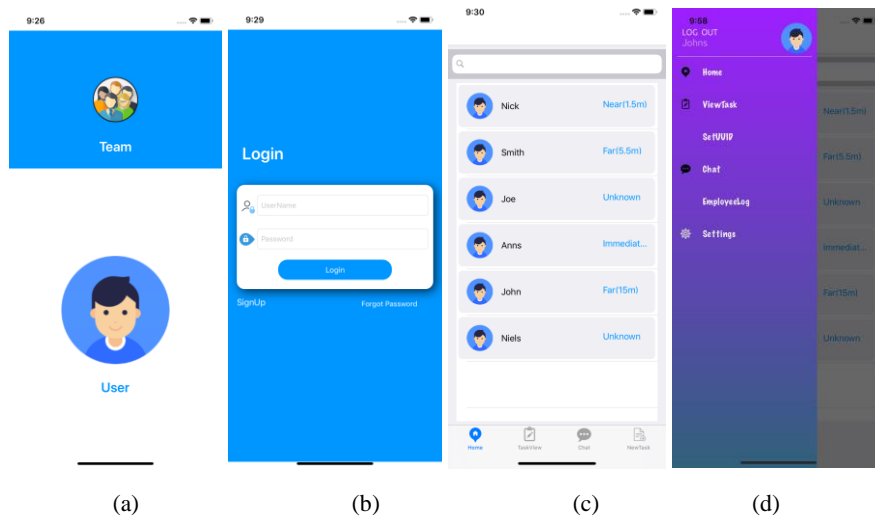 9:26
Team
User
(a)
9:29
Login
UserName
Password
Login
SignUp
Forgot Password
(b)
9:30
Nick
Near(1.5m)
Smith
Far(5.5m)
Joe
Unknown
Anns
Immediat...
John
Far(15m)
Niels
Unknown
Home
TaskView
Chat
NewTask
(c)
9:58
LOG OUT
Johns
Home
ViewTask
SetUUID
Chat
EmployeeLog
Settings
Near(1.5m)
Far(5.5m)
Unknown
Immediat...
Far(15m)
Unknown
(d)